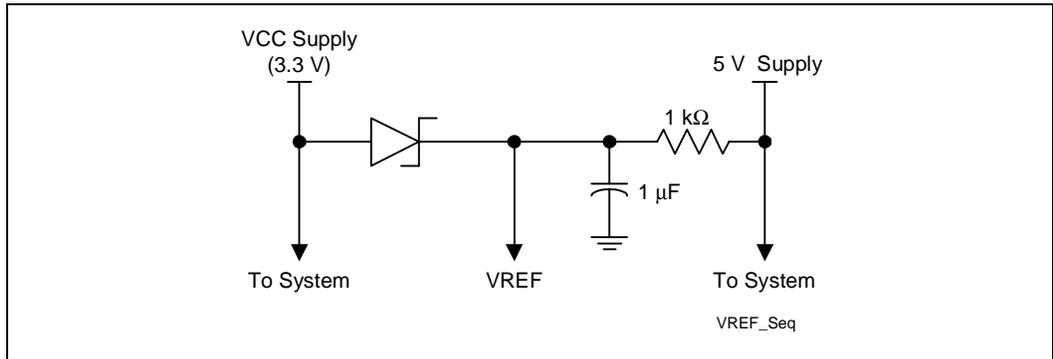 VCC Supply
(3.3 V)
5 V Supply
1 kΩ
1 μF
To System
VREF
To System
VREF_Seq